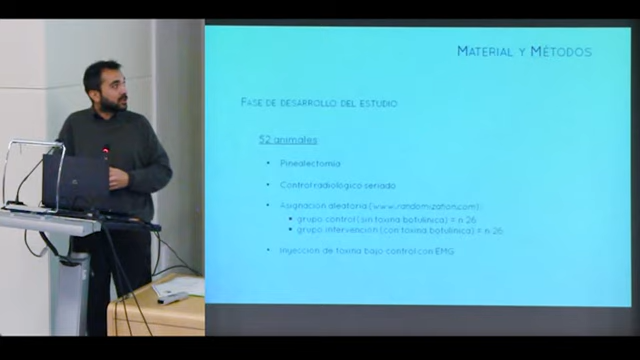 MATERIAL Y MÉTODOS
FASE DE DESARROLLO DEL ESTUDIO
52 animales
• Pinealectomía
• Control radiológico seriado
• Asignación aleatoria (www.randomization.com):
▪ grupo control (sin toxina botulínica) = n 26
▪ grupo intervención (con toxina botulínica) = n 26
• Inyección de toxina bajo control con EMG